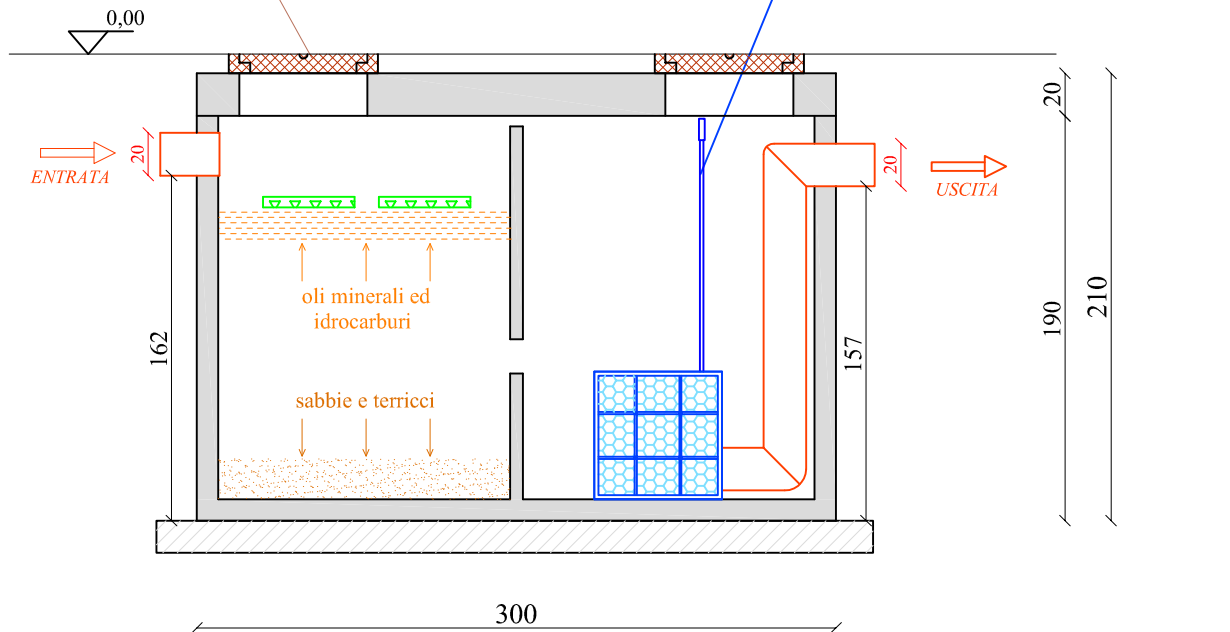 0,00
20
20
ENTRATA
20
USCITA
oli minerali ed
idrocarburi
162
190
210
157
sabbie e terricci
300